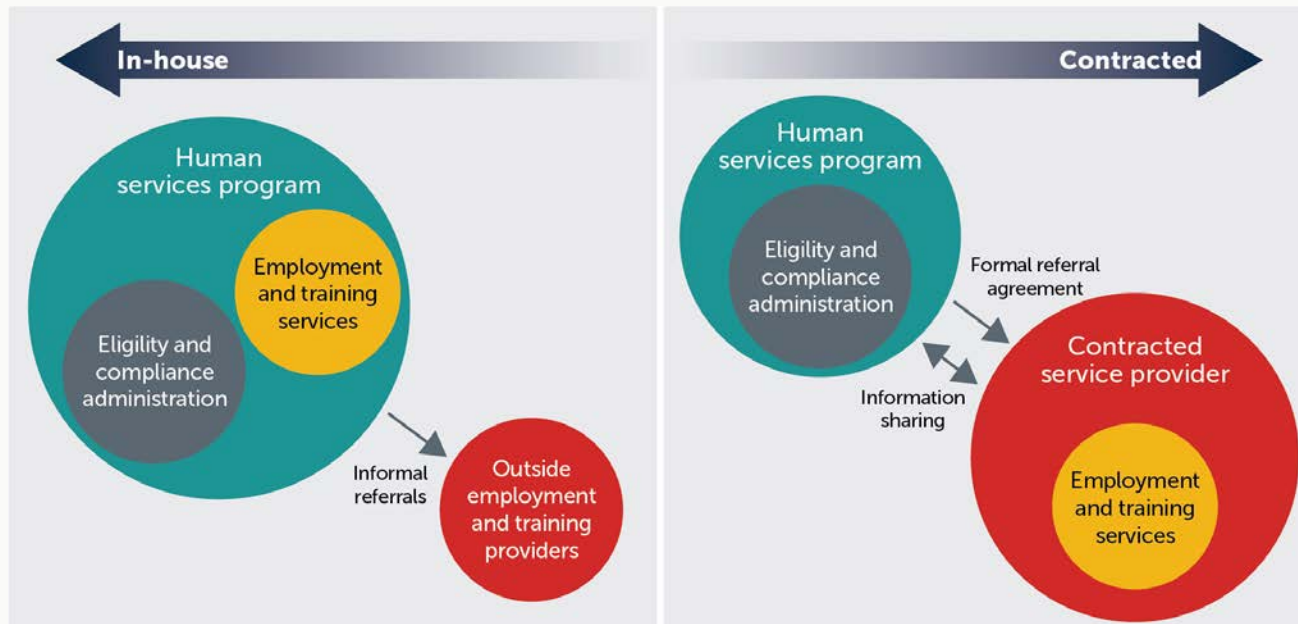 In-house
Human
services program
Employment
and training
services
Eligility and
compliance
administration
Informal
referrals
Outside
employment
and training
providers
Contracted
Human
services program
Eligility and
compliance
administration
Formal referral
agreement
Information
sharing
Contracted
service provider
Employment
and training
services